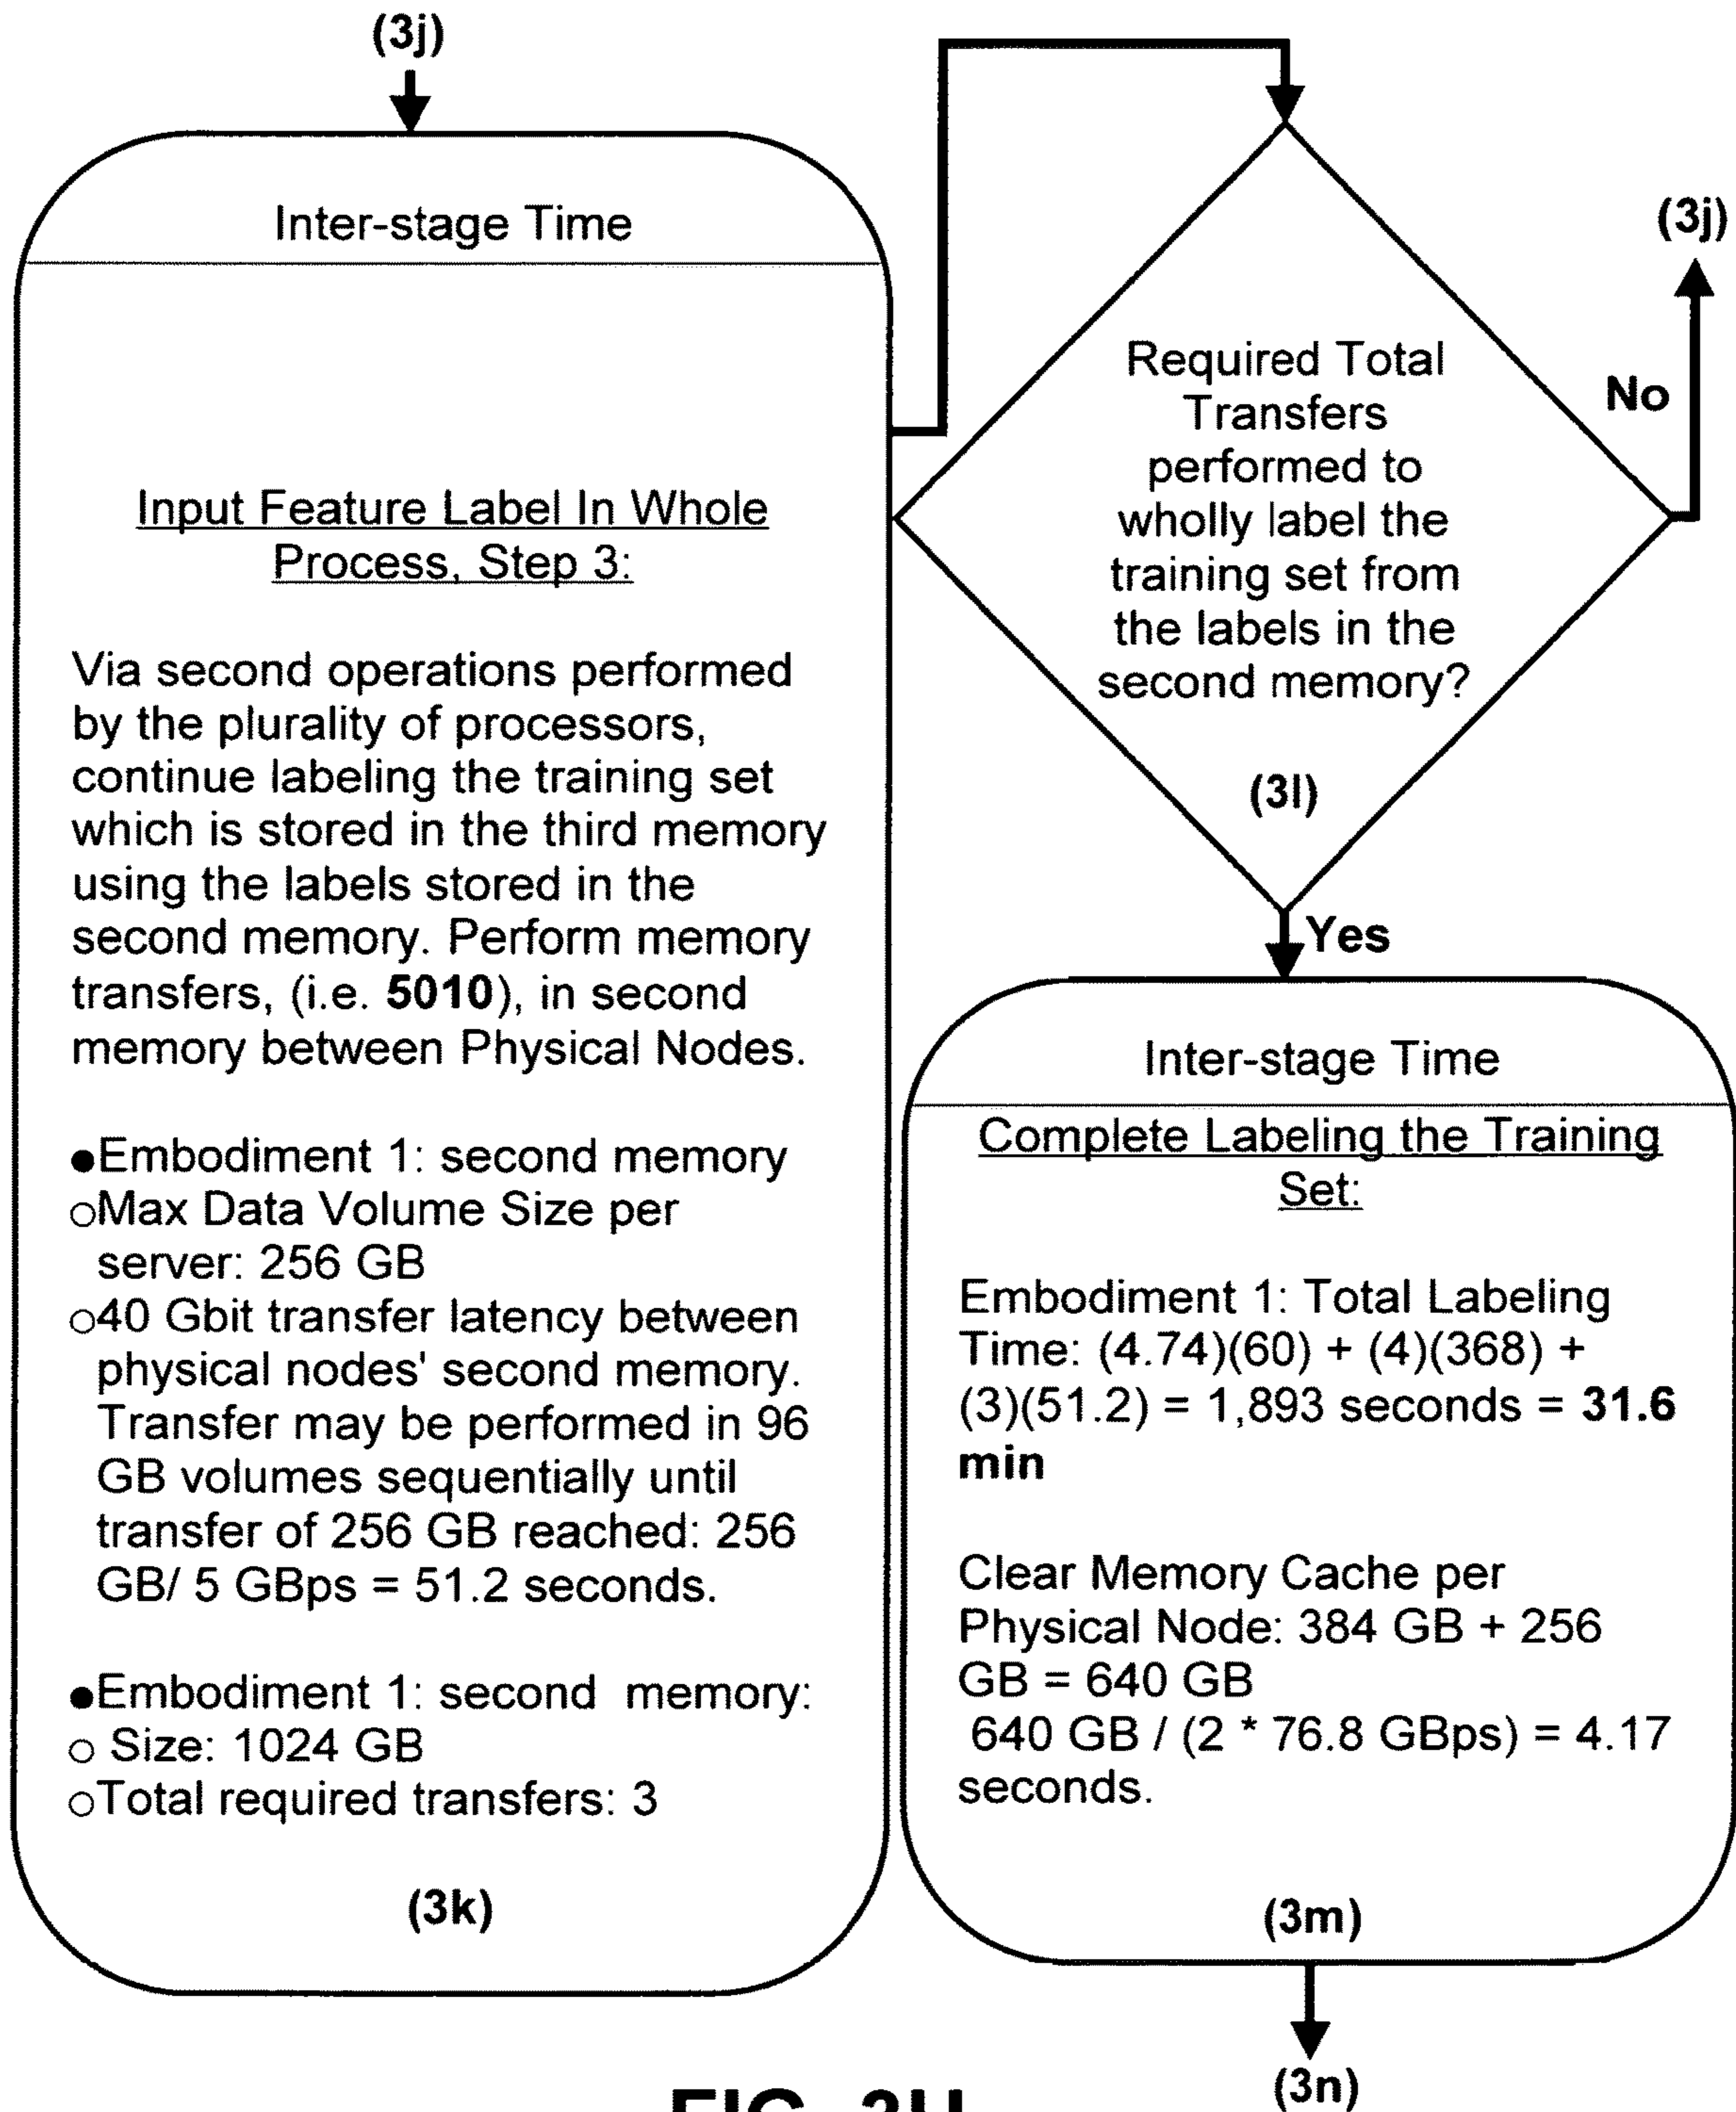 (3j)
Inter-stage Time
Input Feature Label In Whole
Process, Step 3:
Via second operations performed
by the plurality of processors,
continue labeling the training set
which is stored in the third memory
using the labels stored in the
second memory. Perform memory
transfers, (i.e. 5010), in second
memory between Physical Nodes.
●Embodiment 1: second memory
○Max Data Volume Size per
server: 256 GB
○40 Gbit transfer latency between
physical nodes' second memory.
Transfer may be performed in 96
GB volumes sequentially until
transfer of 256 GB reached: 256
GB/ 5 GBps = 51.2 seconds.
●Embodiment 1: second memory:
○ Size: 1024 GB
○Total required transfers: 3
(3k)
Required Total
Transfers
performed to
wholly label the
training set from
the labels in the
second memory?
(3l)
No
(3j)
Yes
Inter-stage Time
Complete Labeling the Training
Set:
Embodiment 1: Total Labeling
Time: (4.74)(60) + (4)(368) +
(3)(51.2) = 1,893 seconds = 31.6
min
Clear Memory Cache per
Physical Node: 384 GB + 256
GB = 640 GB
640 GB / (2 * 76.8 GBps) = 4.17
seconds.
(3m)
(3n)